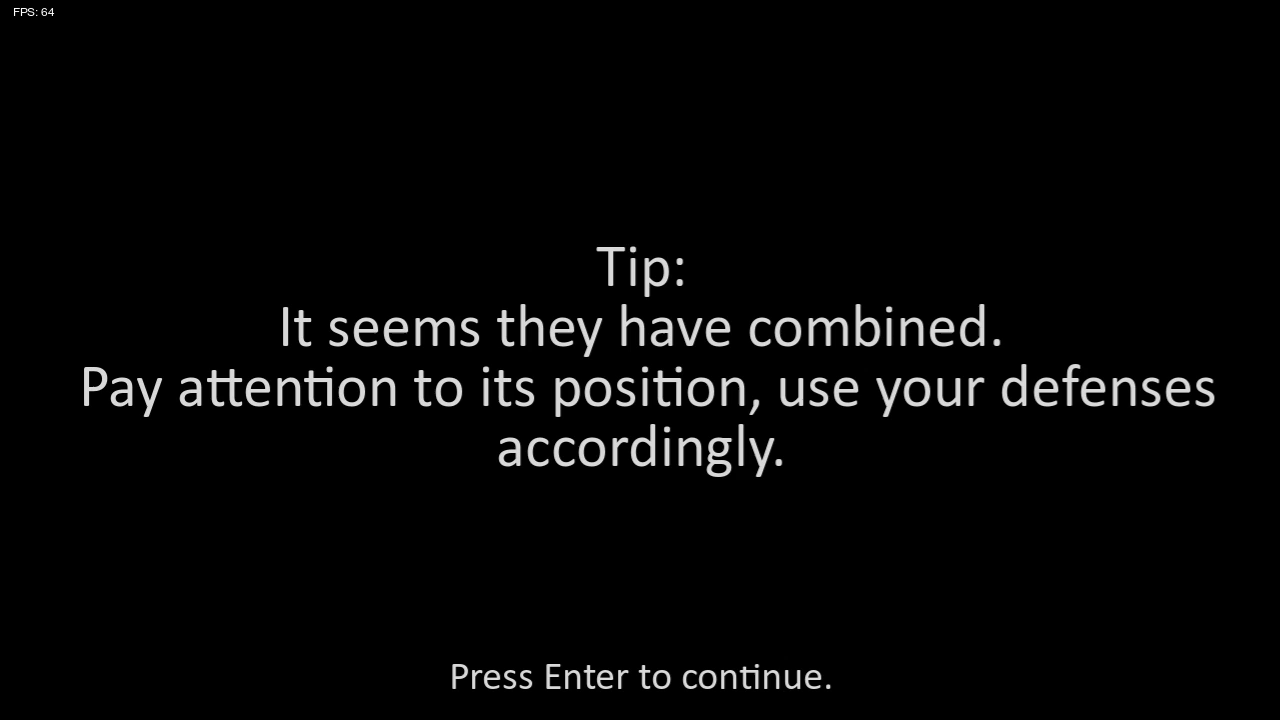 FPS: 64
Tip:
It seems they have combined.
Pay attention to its position, use your defenses
accordingly.
Press Enter to continue.